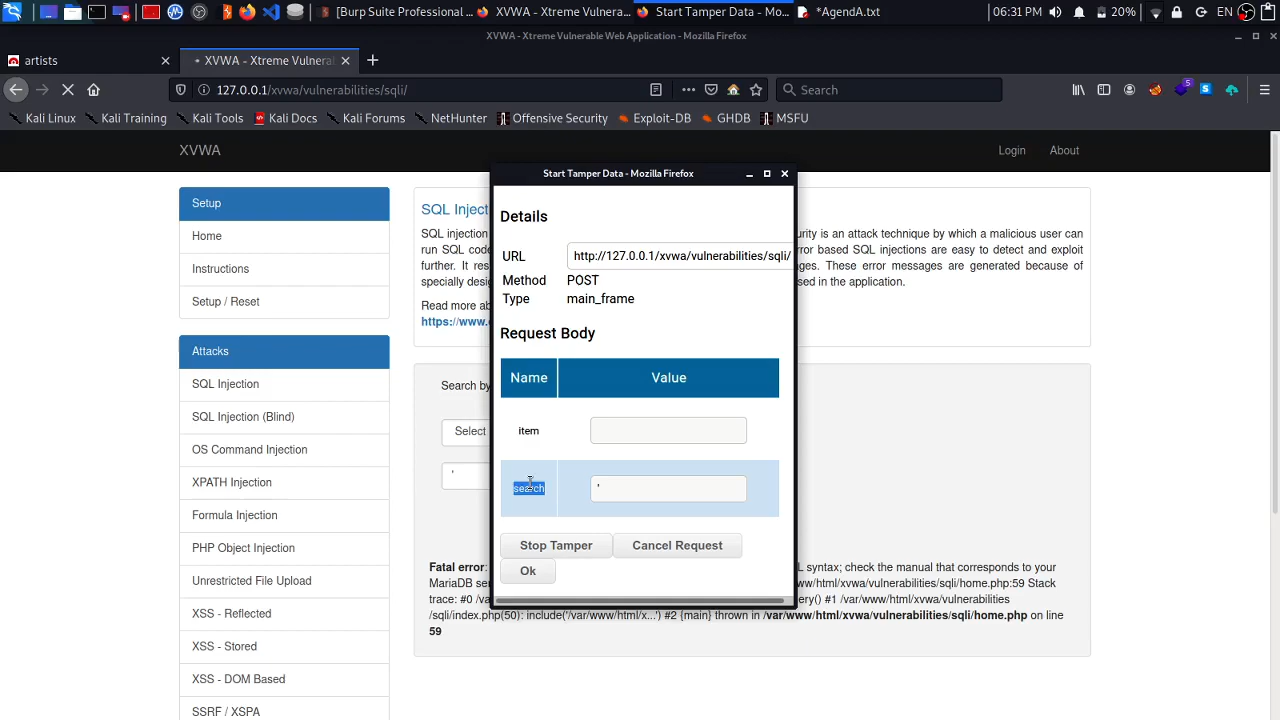 [Burp Suite Professional ...
XVWA - Xtreme Vulnera...
Start Tamper Data - Mo...
*AgendA.txt
06:31 PM
20%
EN
XVWA - Xtreme Vulnerable Web Application - Mozilla Firefox
artists
XVWA - Xtreme Vulnera
127.0.0.1/xvwa/vulnerabilities/sqli/
Search
5
Kali Linux
Kali Training
Kali Tools
Kali Docs
Kali Forums
NetHunter
Offensive Security
Exploit-DB
GHDB
MSFU
XVWA
Login
About
Setup
Home
Instructions
Setup / Reset
Attacks
SQL Injection
SQL Injection (Blind)
OS Command Injection
XPATH Injection
Formula Injection
PHP Object Injection
Unrestricted File Upload
XSS - Reflected
XSS - Stored
XSS - DOM Based
SSRF / XSPA
SQL Inject
SQL injection
urity is an attack technique by which a malicious user can
run SQL code
rror based SQL injections are easy to detect and exploit
further. It res
ages. These error messages are generated because of
specially desig
sed in the application.
Read more ab
https://www.
Search by
Select
'
Fatal error:
L syntax; check the manual that corresponds to your
MariaDB ser
w/html/xvwa/vulnerabilities/sqli/home.php:59 Stack
trace: #0 /va
ery() #1 /var/www/html/xvwa/vulnerabilities
/sqli/index.php(50): include('/var/www/html/x...') #2 {main} thrown in /var/www/html/xvwa/vulnerabilities/sqli/home.php on line
59
Start Tamper Data - Mozilla Firefox
Details
URL
http://127.0.0.1/xvwa/vulnerabilities/sqli/
Method
POST
Type
main_frame
Request Body
Name
Value
item
search
'
Stop Tamper
Cancel Request
Ok